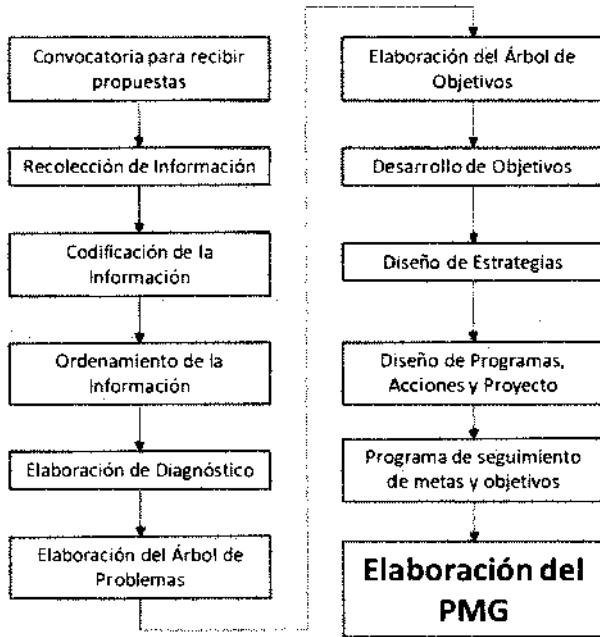 Convocatoria para recibir
propuestas
Recolección de Información
Codificación de la
Información
Ordenamiento de la
Información
Elaboración de Diagnóstico
Elaboración del Árbol de
Problemas
Elaboración del Árbol de
Objetivos
Desarrollo de Objetivos
Diseño de Estrategias
Diseño de Programas,
Acciones y Proyecto
Programa de seguimiento
de metas y objetivos
Elaboración del
PMG